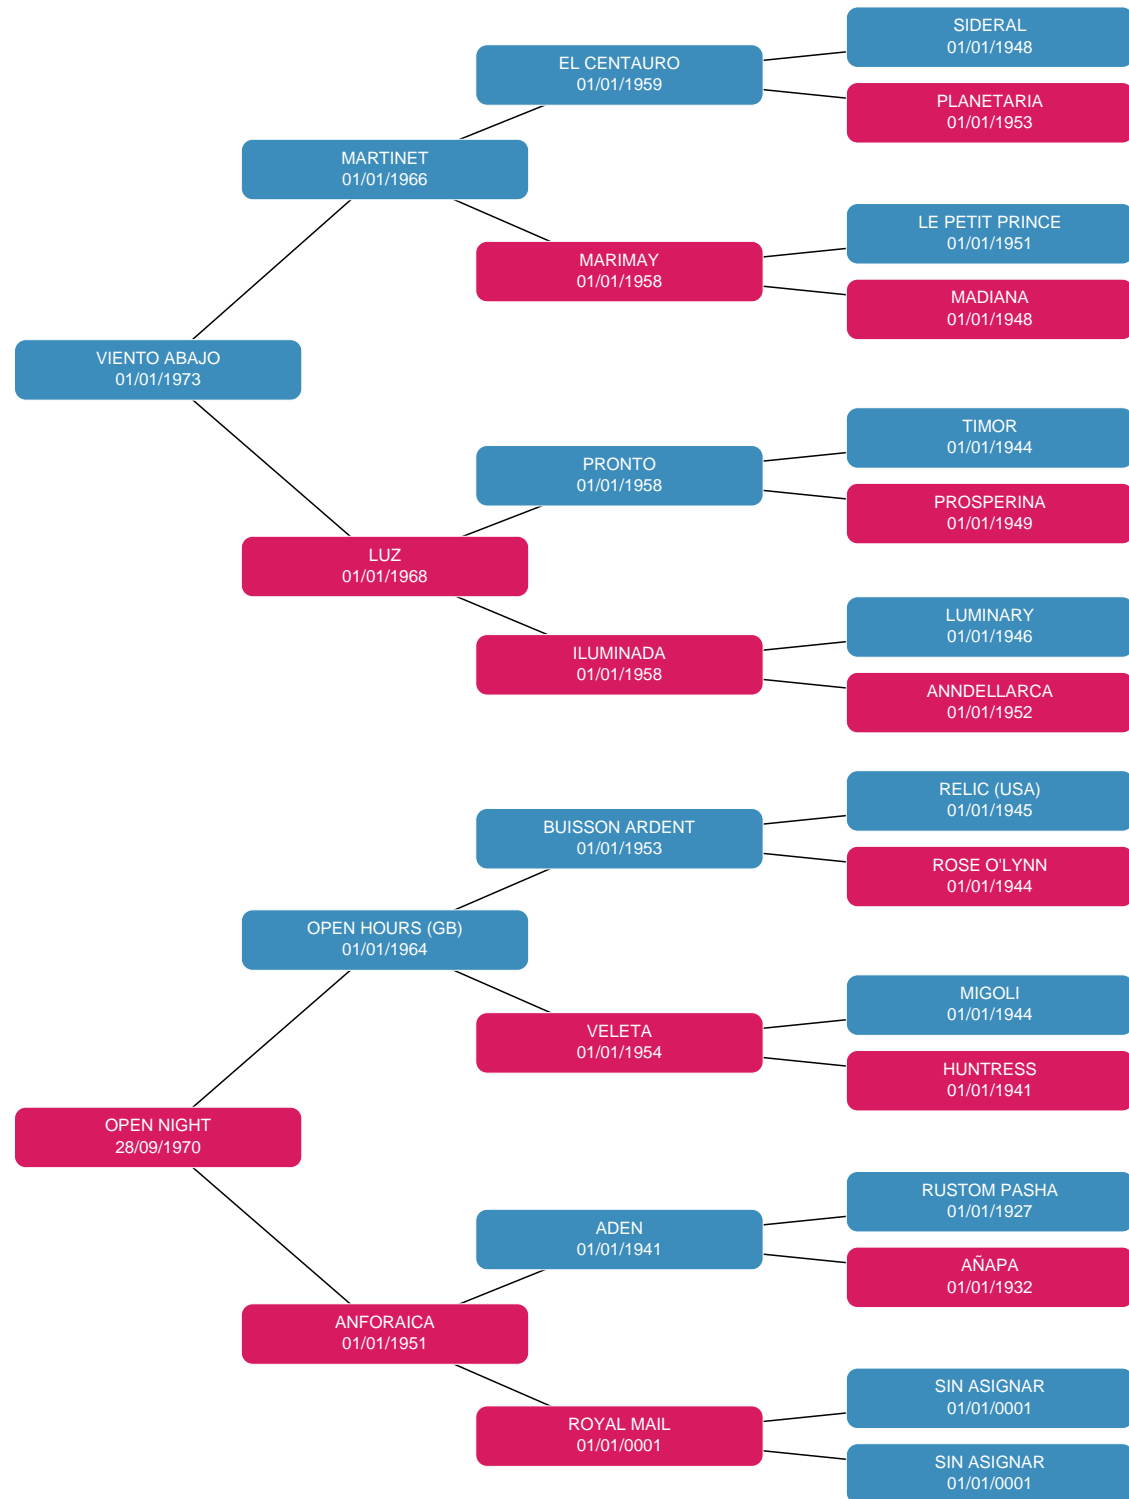 SIDERAL
01/01/1948
EL CENTAURO
01/01/1959
PLANETARIA
01/01/1953
MARTINET
01/01/1966
LE PETIT PRINCE
01/01/1951
MARIMAY
01/01/1958
MADIANA
01/01/1948
VIENTO ABAJO
01/01/1973
TIMOR
01/01/1944
PRONTO
01/01/1958
PROSPERINA
01/01/1949
LUZ
01/01/1968
LUMINARY
01/01/1946
ILUMINADA
01/01/1958
ANNDELLARCA
01/01/1952
RELIC (USA)
01/01/1945
BUISSON ARDENT
01/01/1953
ROSE O'LYNN
01/01/1944
OPEN HOURS (GB)
01/01/1964
MIGOLI
01/01/1944
VELETA
01/01/1954
HUNTRESS
01/01/1941
OPEN NIGHT
28/09/1970
RUSTOM PASHA
01/01/1927
ADEN
01/01/1941
AÑAPA
01/01/1932
ANFORAICA
01/01/1951
SIN ASIGNAR
01/01/0001
ROYAL MAIL
01/01/0001
SIN ASIGNAR
01/01/0001